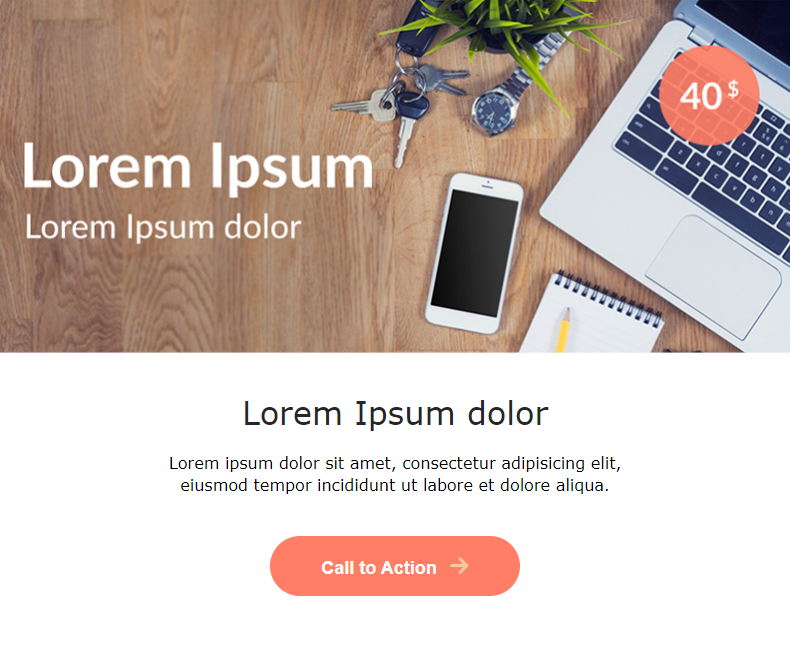 40 $
Lorem Ipsum
Lorem Ipsum dolor
Lorem Ipsum dolor
Lorem ipsum dolor sit amet, consectetur adipisicing elit,
eiusmod tempor incididunt ut labore et dolore aliqua.
Call to Action →